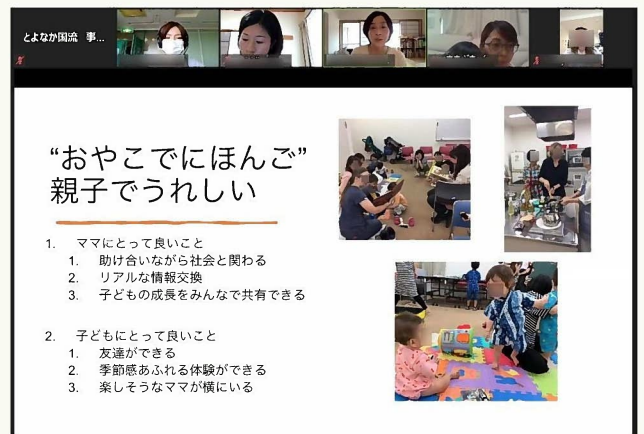 とよなか国流 事...
“おやこでにほんご”
親子でうれしい
1. ママにとって良いこと
1. 助け合いながら社会と関わる
2. リアルな情報交換
3. 子どもの成長をみんなで共有できる
2. 子どもにとって良いこと
1. 友達ができる
2. 季節感あふれる体験ができる
3. 楽しそうなママが横にいる